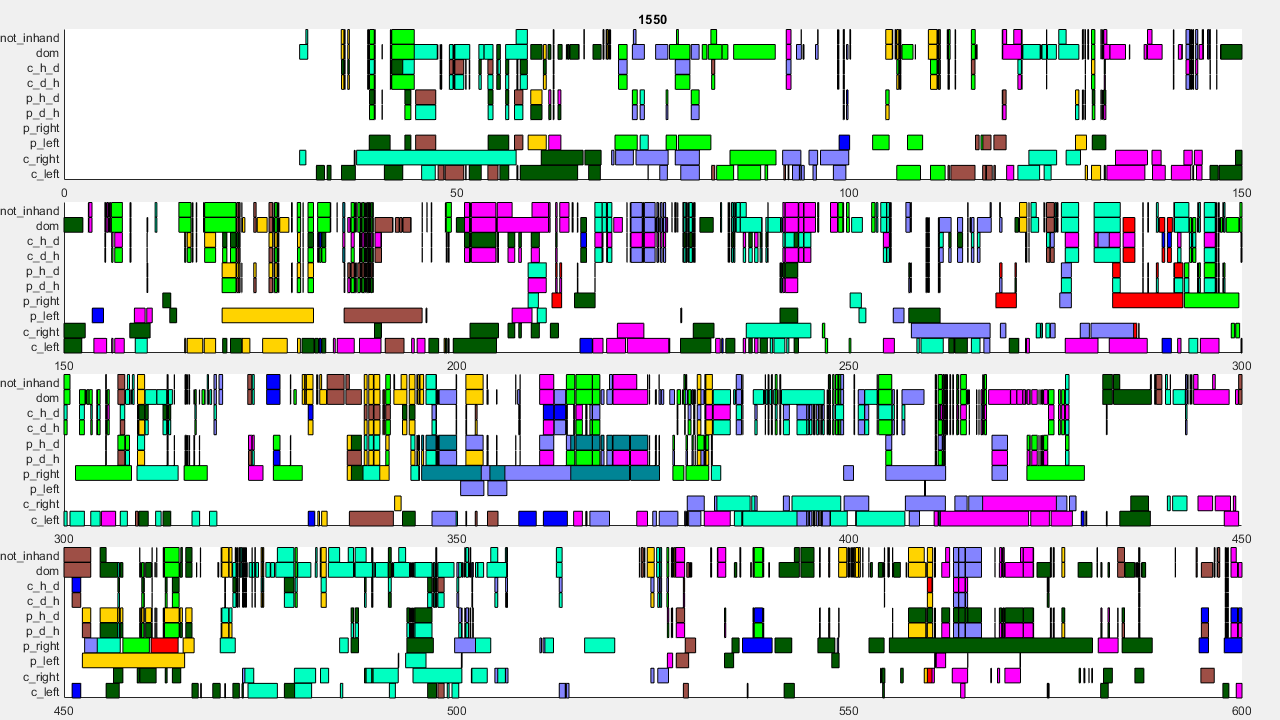 1550
not_inhand
dom
c_h_d
c_d_h
p_h_d
p_d_h
p_right
p_left
c_right
c_left
0 50 100 150
not_inhand
dom
c_h_d
c_d_h
p_h_d
p_d_h
p_right
p_left
c_right
c_left
150 200 250 300
not_inhand
dom
c_h_d
c_d_h
p_h_d
p_d_h
p_right
p_left
c_right
c_left
300 350 400 450
not_inhand
dom
c_h_d
c_d_h
p_h_d
p_d_h
p_right
p_left
c_right
c_left
450 500 550 600